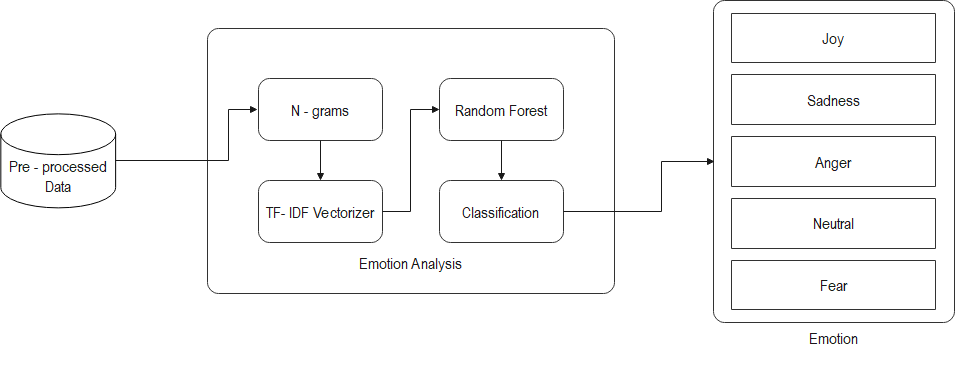 Pre - processed
Data
N - grams
TF- IDF Vectorizer
Random Forest
Classification
Emotion Analysis
Joy
Sadness
Anger
Neutral
Fear
Emotion